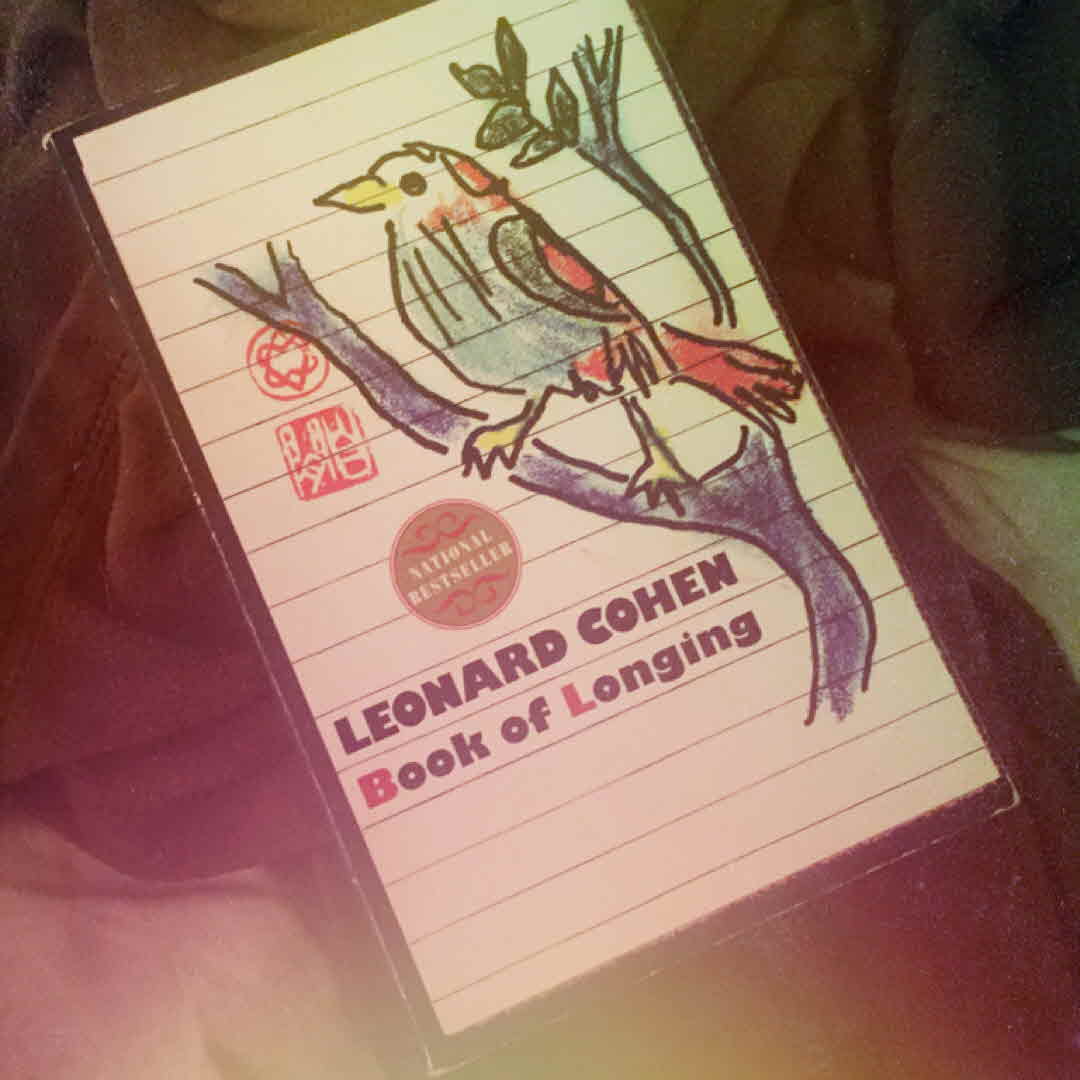 NATIONAL
BESTSELLER
LEONARD COHEN
Book of Longing